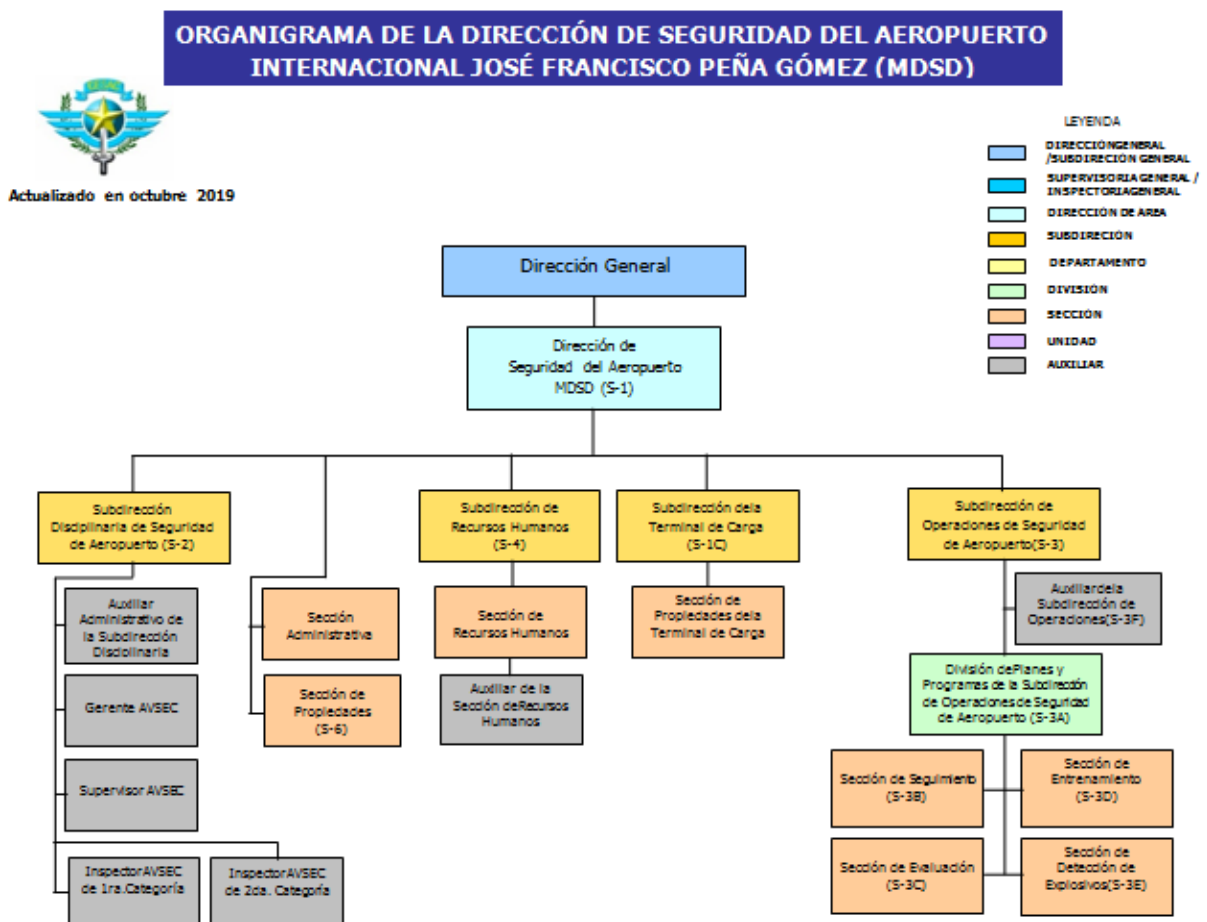 ORGANIGRAMA DE LA DIRECCIÓN DE SEGURIDAD DEL AEROPUERTO
INTERNACIONAL JOSÉ FRANCISCO PEÑA GÓMEZ (MDSD)
Actualizado en octubre 2019
LEYENDA
DIRECCIÓNGENERAL
/SUBDIRECIÓN GENERAL
SUPERVISORIA GENERAL /
INSPECTORIAGENERAL
DIRECCIÓN DE AREA
SUBDIRECIÓN
DEPARTAMENTO
DIVISIÓN
SECCIÓN
UNIDAD
AUXILIAR
Dirección General
Dirección de
Seguridad del Aeropuerto
MDSD (S-1)
Subdirección
Disciplinaria de Seguridad
de Aeropuerto (S-2)
Subdirección de
Recursos Humanos
(S-4)
Subdirección dela
Terminal de Carga
(S-1C)
Subdirección de
Operaciones de Seguridad
de Aeropuerto(S-3)
Auxiliar
Administrativo de
la Subdirección
Disciplinaria
Gerente AVSEC
Supervisor AVSEC
InspectorAVSEC
de 1ra.Categoría
InspectorAVSEC
de 2da. Categoría
Sección
Administrativa
Sección de
Propiedades
(S-6)
Sección de
Recursos Humanos
Auxiliar de la
Sección deRecursos
Humanos
Sección de
Propiedades dela
Terminal de Carga
Auxiliardela
Subdirección de
Operaciones(S-3F)
División dePlanes y
Programas de la Subdirección
de Operaciones de Seguridad
de Aeropuerto (S-3A)
Sección de Seguimiento
(S-3B)
Sección de
Entrenamiento
(S-3D)
Sección de Evaluación
(S-3C)
Sección de
Detección de
Explosivos(S-3E)